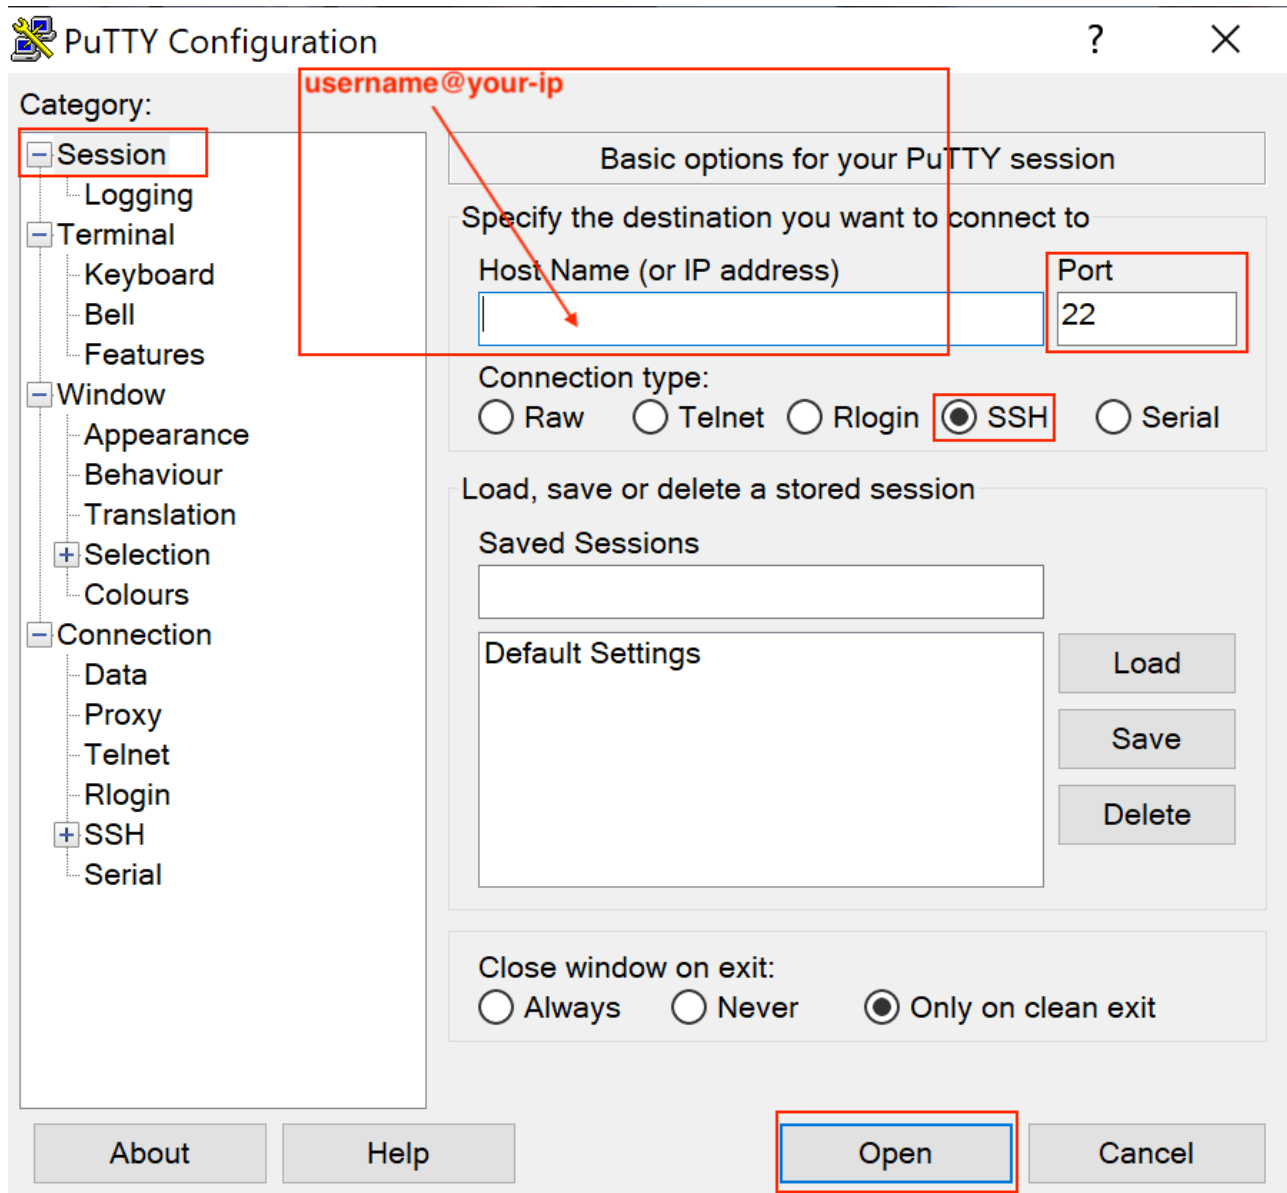 PuTTY Configuration
?
username@your-ip
Category:
Session
Logging
Terminal
Keyboard
Bell
Features
Window
Appearance
Behaviour
Translation
Selection
Colours
Connection
Data
Proxy
Telnet
Rlogin
SSH
Serial
Basic options for your PuTTY session
Specify the destination you want to connect to
Host Name (or IP address) Port
22
Connection type:
Raw Telnet Rlogin SSH Serial
Load, save or delete a stored session
Saved Sessions
Default Settings
Load
Save
Delete
Close window on exit:
Always Never Only on clean exit
About Help Open Cancel